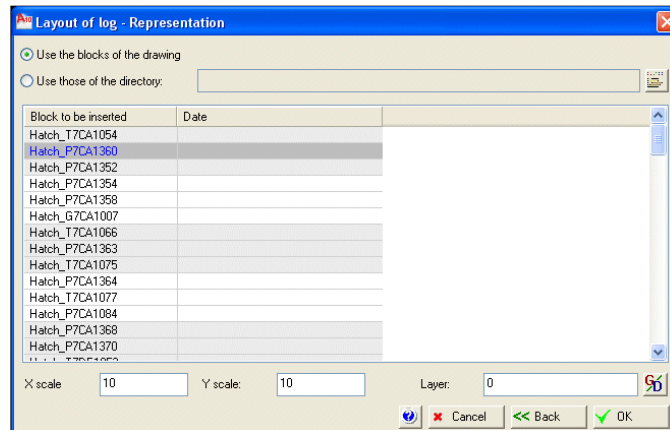 Layout of log - Representation
Use the blocks of the drawing
Use those of the directory:
Block to be inserted Date
Hatch_T7CA1054
Hatch_P7CA1360
Hatch_P7CA1352
Hatch_P7CA1354
Hatch_P7CA1358
Hatch_G7CA1007
Hatch_T7CA1066
Hatch_P7CA1363
Hatch_T7CA1075
Hatch_P7CA1364
Hatch_T7CA1077
Hatch_P7CA1084
Hatch_P7CA1368
Hatch_P7CA1370
X scale 10 Y scale: 10 Layer: 0
Cancel << Back OK